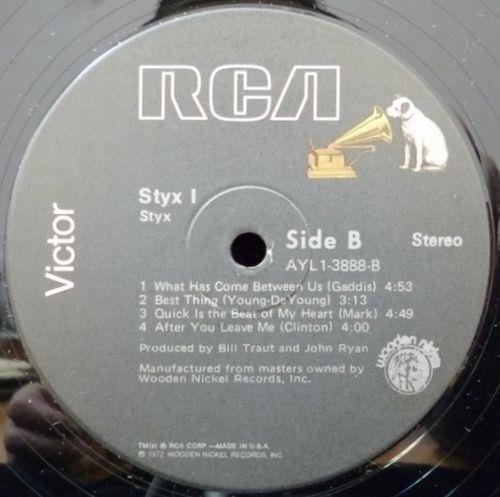 RCA
Victor
Styx I
Styx
Side B
Stereo
AYL1-3888-B
1 What Has Come Between Us (Gaddis) 4:53
2 Best Thing (Young-DeYoung) 3:13
3 Quick Is the Beat of My Heart (Mark) 4:49
4 After You Leave Me (Clinton) 4:00
Produced by Bill Traut and John Ryan
Manufactured from masters owned by
Wooden Nickel Records, Inc.
wooden nickel
TM(s) ® RCA CORP.—MADE IN U.S.A.
℗ 1972 WOODEN NICKEL RECORDS, INC.